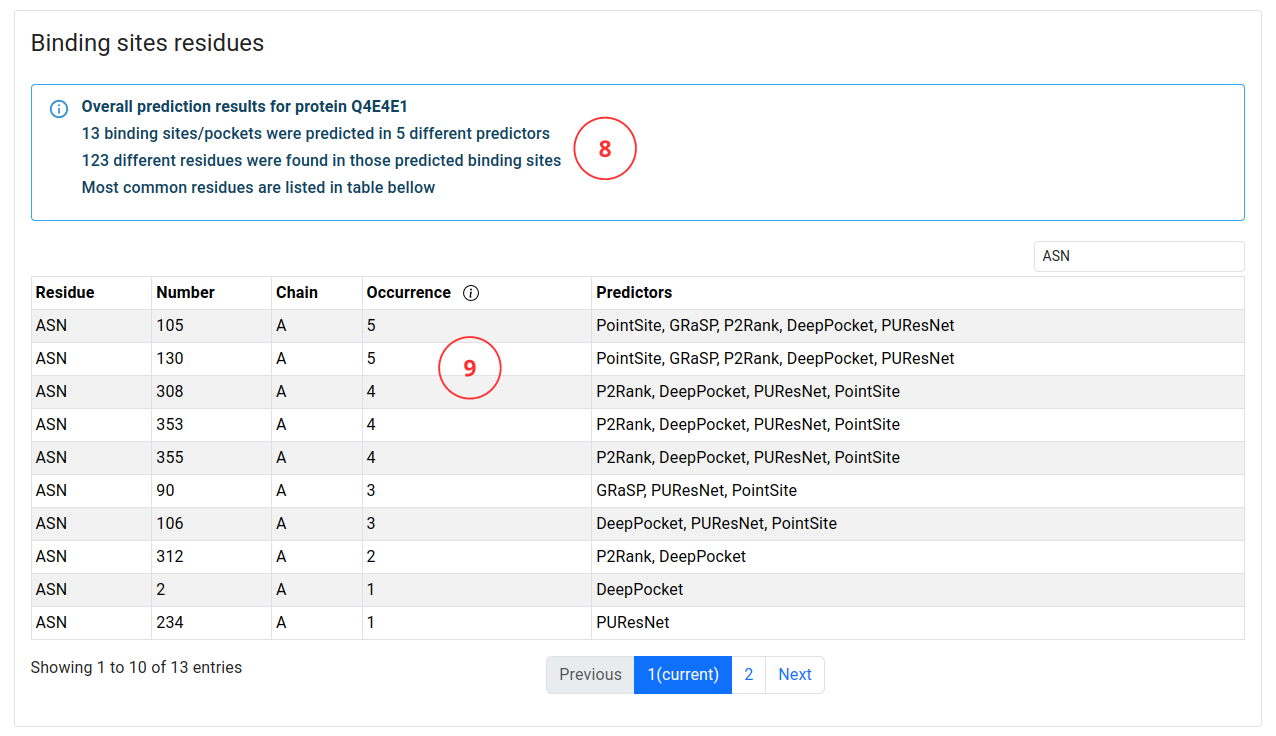 Binding sites residues
Overall prediction results for protein Q4E4E1
13 binding sites/pockets were predicted in 5 different predictors
123 different residues were found in those predicted binding sites
Most common residues are listed in table bellow
8
ASN
Residue Number Chain Occurrence Predictors
ASN 105 A 5 PointSite, GRaSP, P2Rank, DeepPocket, PUResNet
ASN 130 A 5 PointSite, GRaSP, P2Rank, DeepPocket, PUResNet
9
ASN 308 A 4 P2Rank, DeepPocket, PUResNet, PointSite
ASN 353 A 4 P2Rank, DeepPocket, PUResNet, PointSite
ASN 355 A 4 P2Rank, DeepPocket, PUResNet, PointSite
ASN 90 A 3 GRaSP, PUResNet, PointSite
ASN 106 A 3 DeepPocket, PUResNet, PointSite
ASN 312 A 2 P2Rank, DeepPocket
ASN 2 A 1 DeepPocket
ASN 234 A 1 PUResNet
Showing 1 to 10 of 13 entries
Previous 1(current) 2 Next